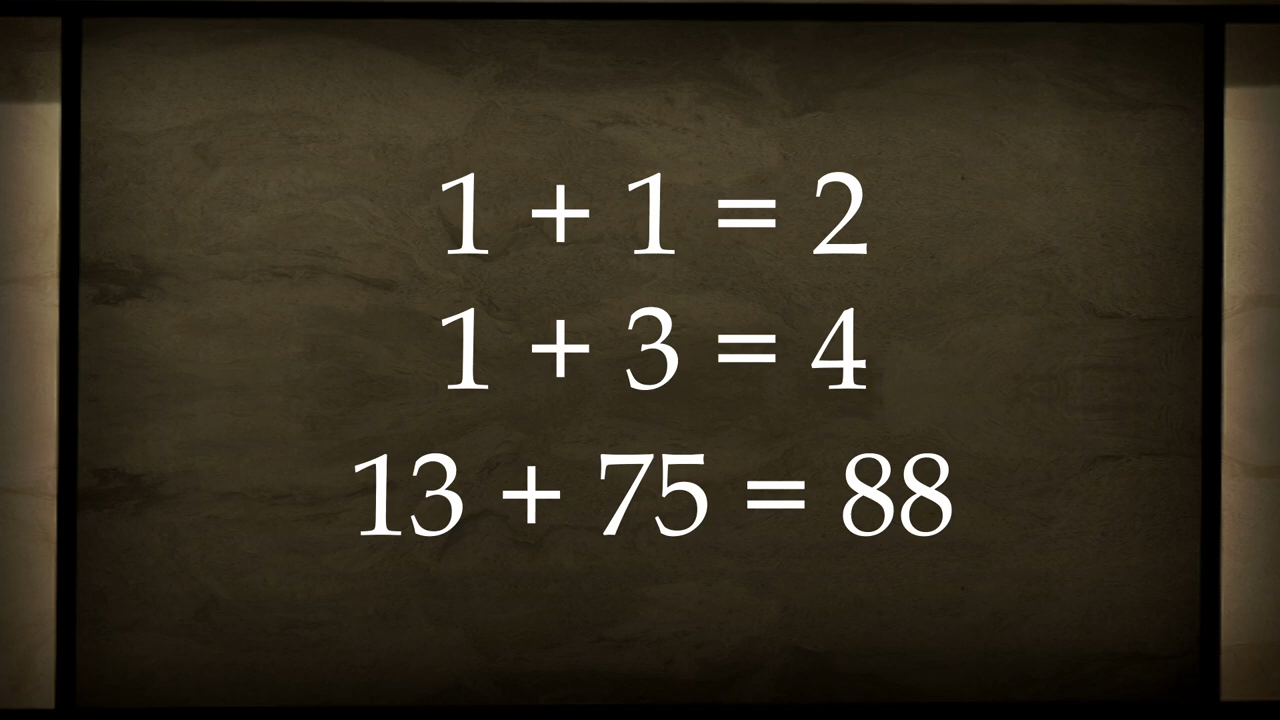 1 + 1 = 2
1 + 3 = 4
13 + 75 = 88